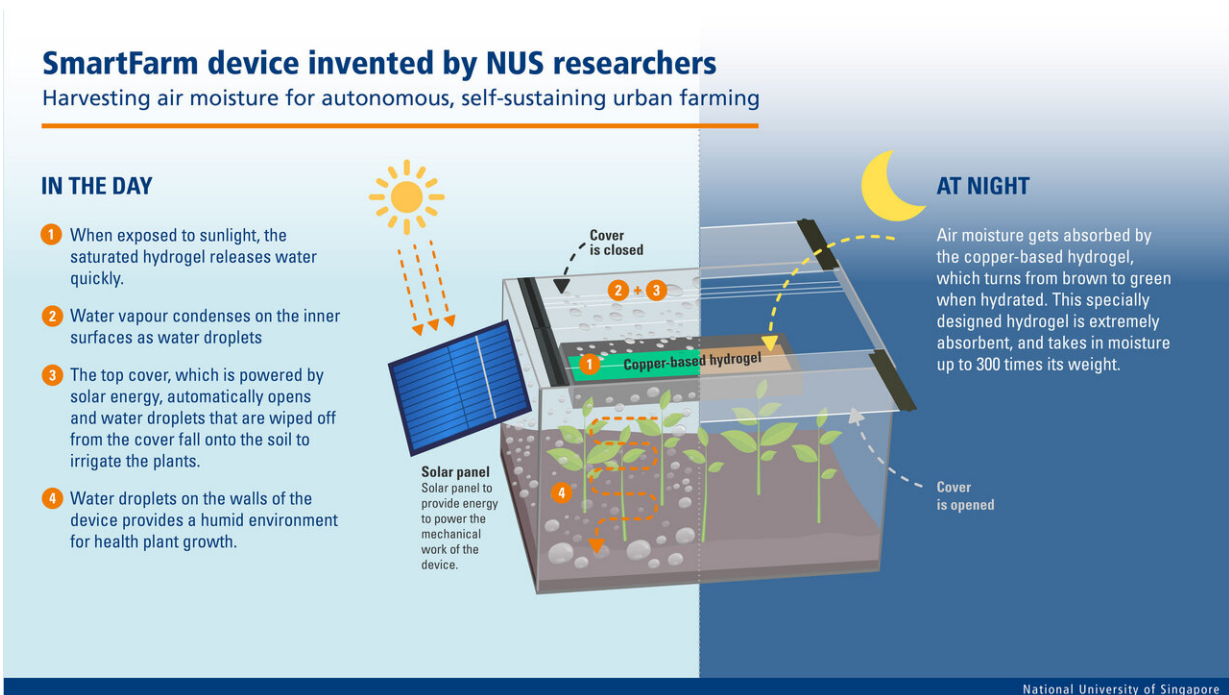 SmartFarm device invented by NUS researchers
Harvesting air moisture for autonomous, self-sustaining urban farming
IN THE DAY
1 When exposed to sunlight, the
saturated hydrogel releases water
quickly.
2 Water vapour condenses on the inner
surfaces as water droplets
3 The top cover, which is powered by
solar energy, automatically opens
and water droplets that are wiped off
from the cover fall onto the soil to
irrigate the plants.
4 Water droplets on the walls of the
device provides a humid environment
for health plant growth.
Cover
is closed
2 + 3
1 Copper-based hydrogel
4
Solar panel
Solar panel to
provide energy
to power the
mechanical
work of the
device.
AT NIGHT
Air moisture gets absorbed by
the copper-based hydrogel,
which turns from brown to green
when hydrated. This specially
designed hydrogel is extremely
absorbent, and takes in moisture
up to 300 times its weight.
Cover
is opened
National University of Singapore